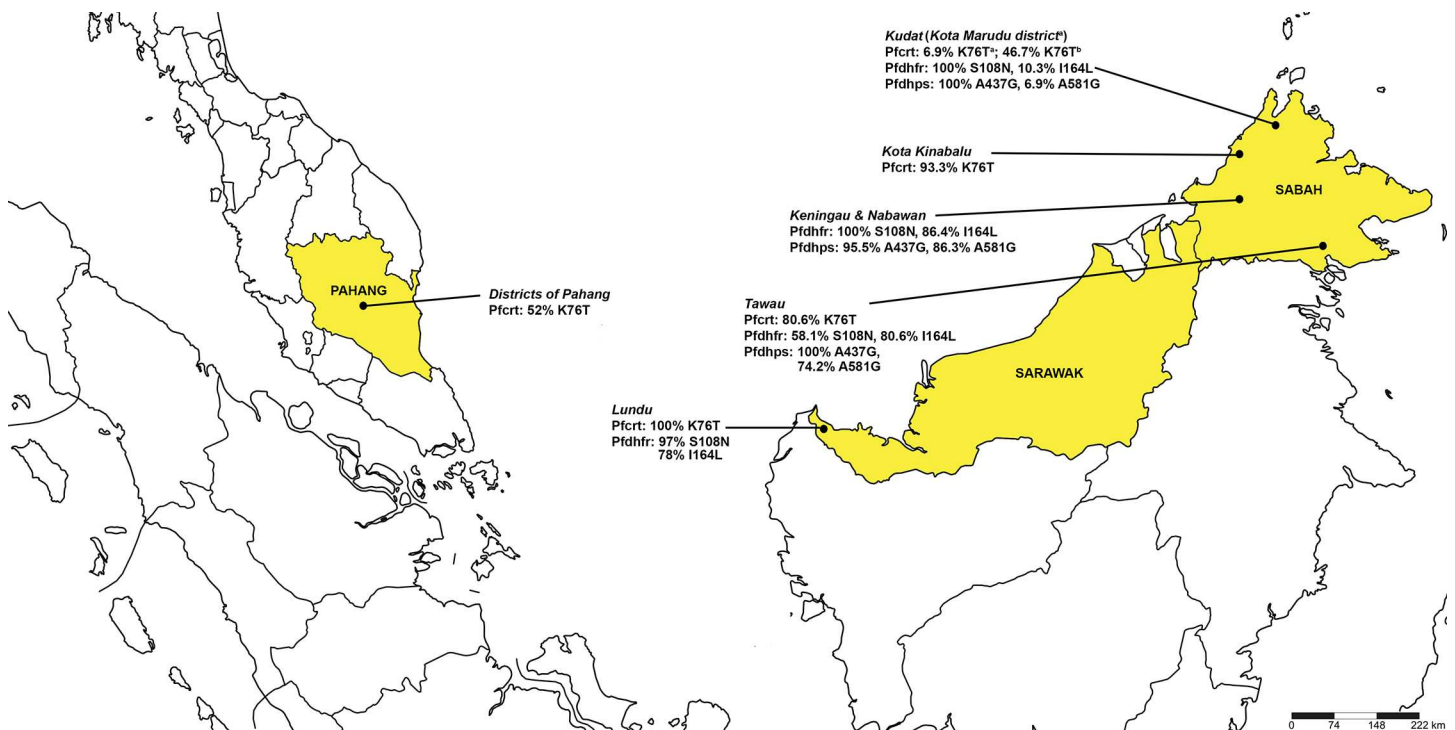 Kudat (Kota Marudu districtᵃ)
Pfcrt: 6.9% K76Tᵃ; 46.7% K76Tᵇ
Pfdhfr: 100% S108N, 10.3% I164L
Pfdhps: 100% A437G, 6.9% A581G
Kota Kinabalu
Pfcrt: 93.3% K76T
SABAH
Keningau & Nabawan
Pfdhfr: 100% S108N, 86.4% I164L
Pfdhps: 95.5% A437G, 86.3% A581G
PAHANG
Districts of Pahang
Pfcrt: 52% K76T
Tawau
Pfcrt: 80.6% K76T
Pfdhfr: 58.1% S108N, 80.6% I164L
Pfdhps: 100% A437G,
74.2% A581G
SARAWAK
Lundu
Pfcrt: 100% K76T
Pfdhfr: 97% S108N
78% I164L
0 74 148 222 km